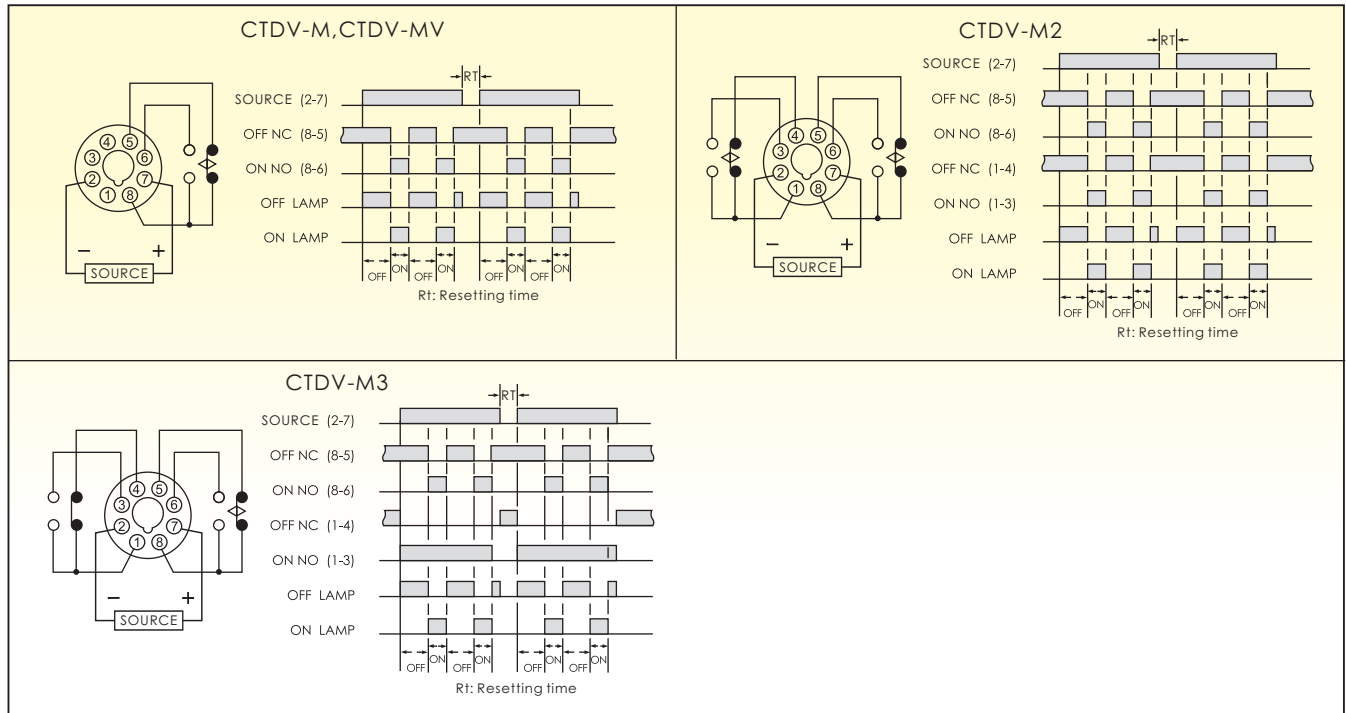 CTDV-M,CTDV-MV
RT
SOURCE (2-7)
OFF NC (8-5)
ON NO (8-6)
OFF LAMP
ON LAMP
4 5
3 6
2 7
1 8
− +
SOURCE
OFF ON OFF ON OFF ON OFF ON
Rt: Resetting time
CTDV-M2
RT
SOURCE (2-7)
OFF NC (8-5)
ON NO (8-6)
OFF NC (1-4)
ON NO (1-3)
OFF LAMP
ON LAMP
4 5
3 6
2 7
1 8
− +
SOURCE
OFF ON OFF ON OFF ON OFF ON
Rt: Resetting time
CTDV-M3
RT
SOURCE (2-7)
OFF NC (8-5)
ON NO (8-6)
OFF NC (1-4)
ON NO (1-3)
OFF LAMP
ON LAMP
4 5
3 6
2 7
1 8
− +
SOURCE
OFF ON OFF ON OFF ON OFF ON
Rt: Resetting time